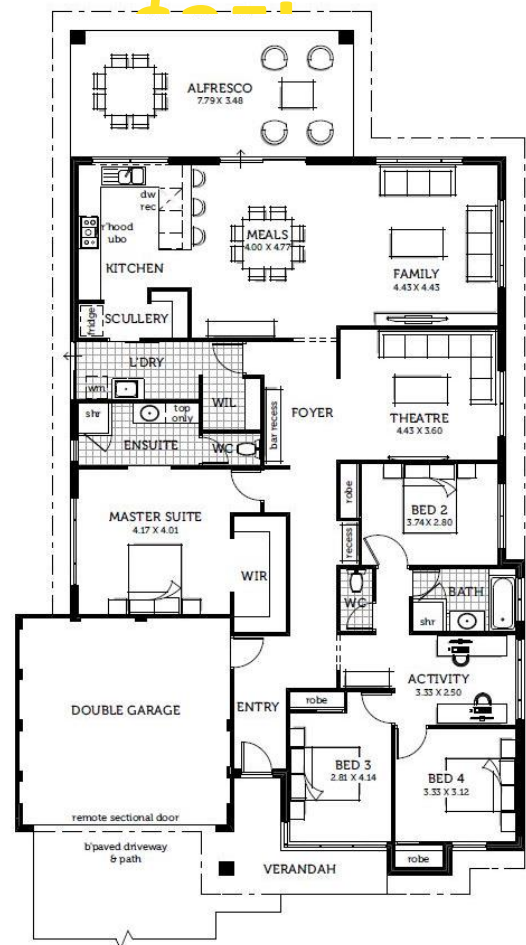 ALFRESCO
7.79 X 3.48
dw
rec
r'hood
ubo
MEALS
4.00 X 4.77
KITCHEN
FAMILY
4.43 X 4.43
fridge
SCULLERY
L'DRY
wm
WIL
bar recess
FOYER
THEATRE
4.43 X 3.60
shr
top
only
ENSUITE
WC
MASTER SUITE
4.17 X 4.01
robe
BED 2
3.74 X 2.80
recess
WIR
WC
BATH
shr
ACTIVITY
3.33 X 2.50
DOUBLE GARAGE
ENTRY
robe
BED 3
2.81 X 4.14
BED 4
3.33 X 3.12
remote sectional door
b'paved driveway
& path
VERANDAH
robe